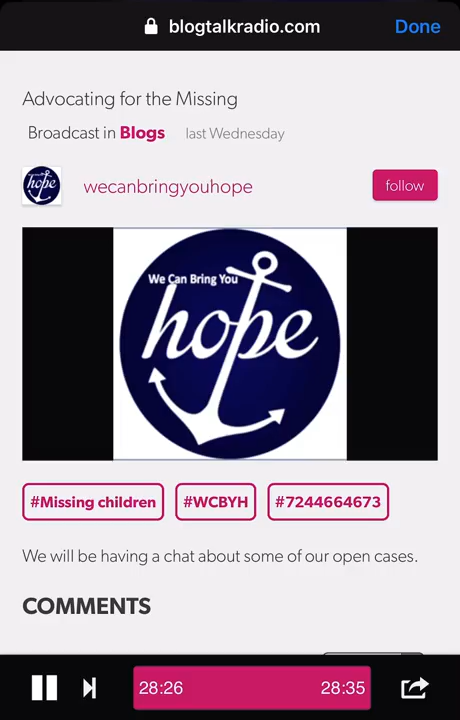 blogtalkradio.com
Done
Advocating for the Missing
Broadcast in Blogs last Wednesday
hope
wecanbringyouhope
follow
We Can Bring You
hope
#Missing children
#WCBYH
#7244664673
We will be having a chat about some of our open cases.
COMMENTS
28:26
28:35